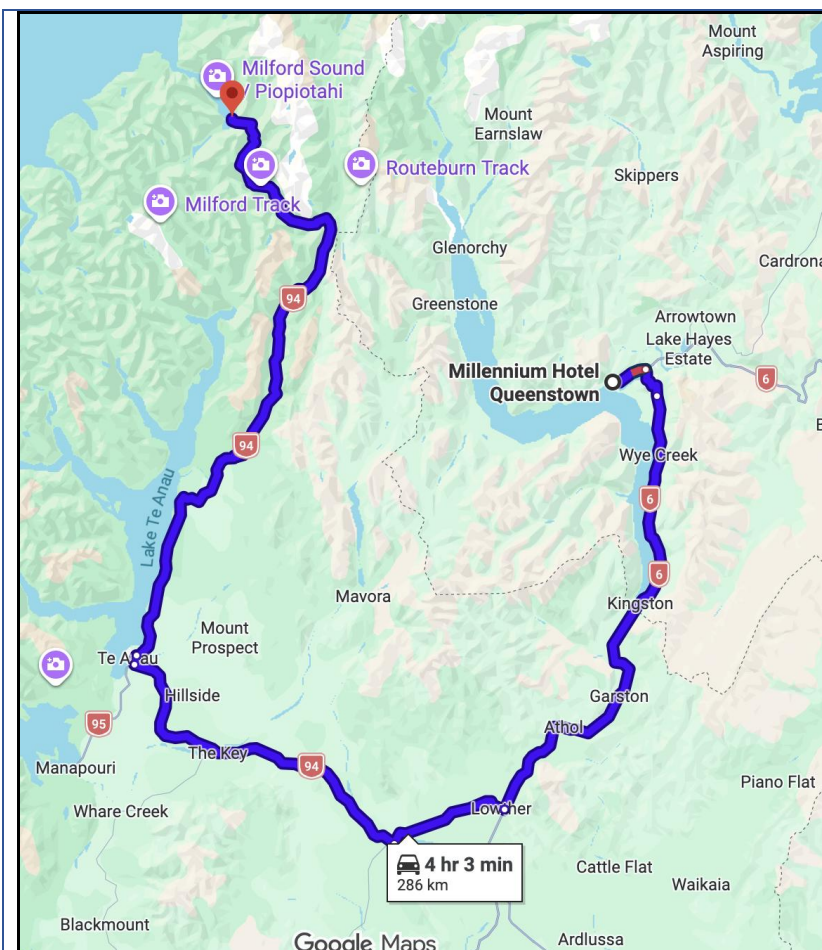 Mount
Aspiring
Milford Sound
/ Piopiotahi
Mount
Earnslaw
Routeburn Track
Skippers
Milford Track
Glenorchy
Cardrona
94
Greenstone
Arrowtown
Lake Hayes
Estate
Millennium Hotel
Queenstown
6
94
Wye Creek
Lake Te Anau
6
6
Mavora
Kingston
Mount
Prospect
Te Anau
Hillside
Garston
95
Athol
The Key
94
Manapouri
Piano Flat
Whare Creek
Lowther
4 hr 3 min
286 km
Cattle Flat
Waikaia
Blackmount
Google Maps
Ardlussa